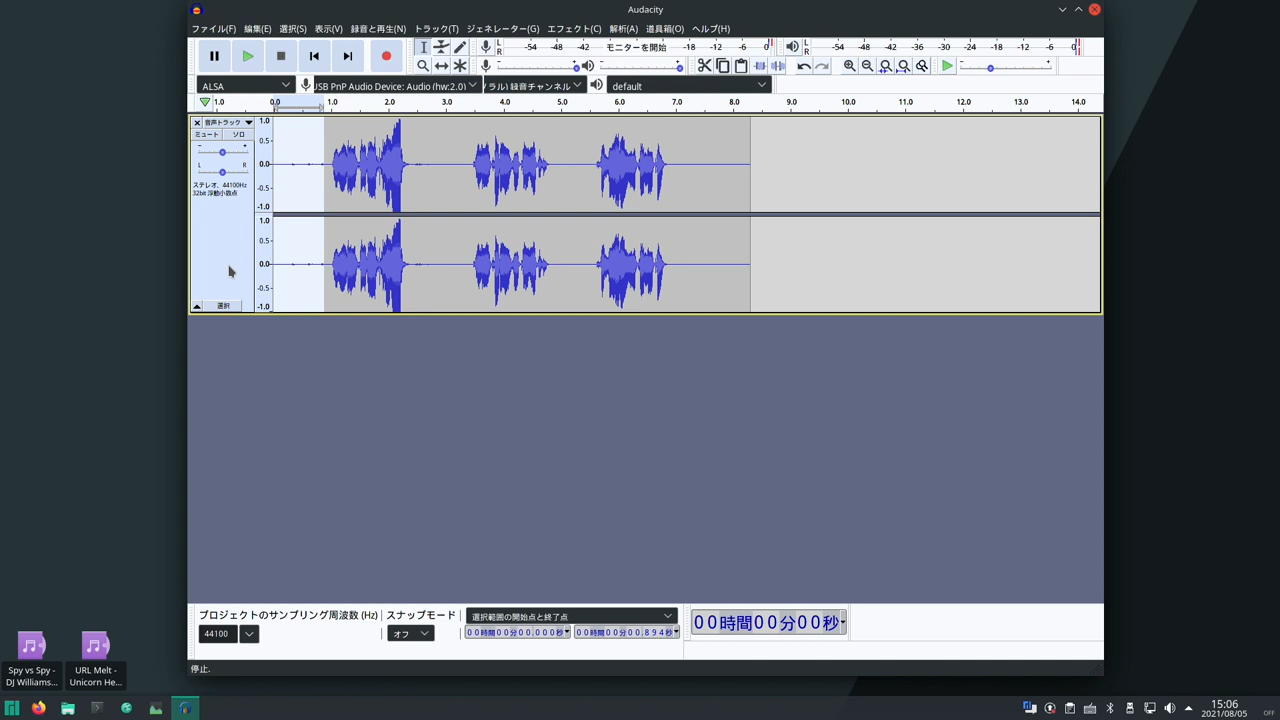 Audacity
ファイル(F) 編集(E) 選択(S) 表示(V) 録音と再生(N) トラック(T) ジェネレーター(G) エフェクト(C) 解析(A) 道具箱(O) ヘルプ(H)
L R -54 -48 -42 モニターを開始 -18 -12 -6 0 L R -54 -48 -42 -36 -30 -24 -18 -12 -6 0
ALSA JSB PnP Audio Device: Audio (hw:2.0) ノラル) 録音チャンネル default
1.0 0.0 1.0 2.0 3.0 4.0 5.0 6.0 7.0 8.0 9.0 10.0 11.0 12.0 13.0 14.0
音声トラック
ミュート ソロ
- +
L R
ステレオ、44100Hz
32bit 浮動小数点
選択
1.0
0.5
0.0
-0.5
-1.0
1.0
0.5
0.0
-0.5
-1.0
プロジェクトのサンプリング周波数 (Hz) スナップモード 選択範囲の開始点と終了点
44100 オフ 00時間00分00.000秒 00時間00分00.894秒
00時間00分00秒
停止.
Spy vs Spy -
DJ Williams...
URL Melt -
Unicorn He...
15:06
2021/08/05
OFF